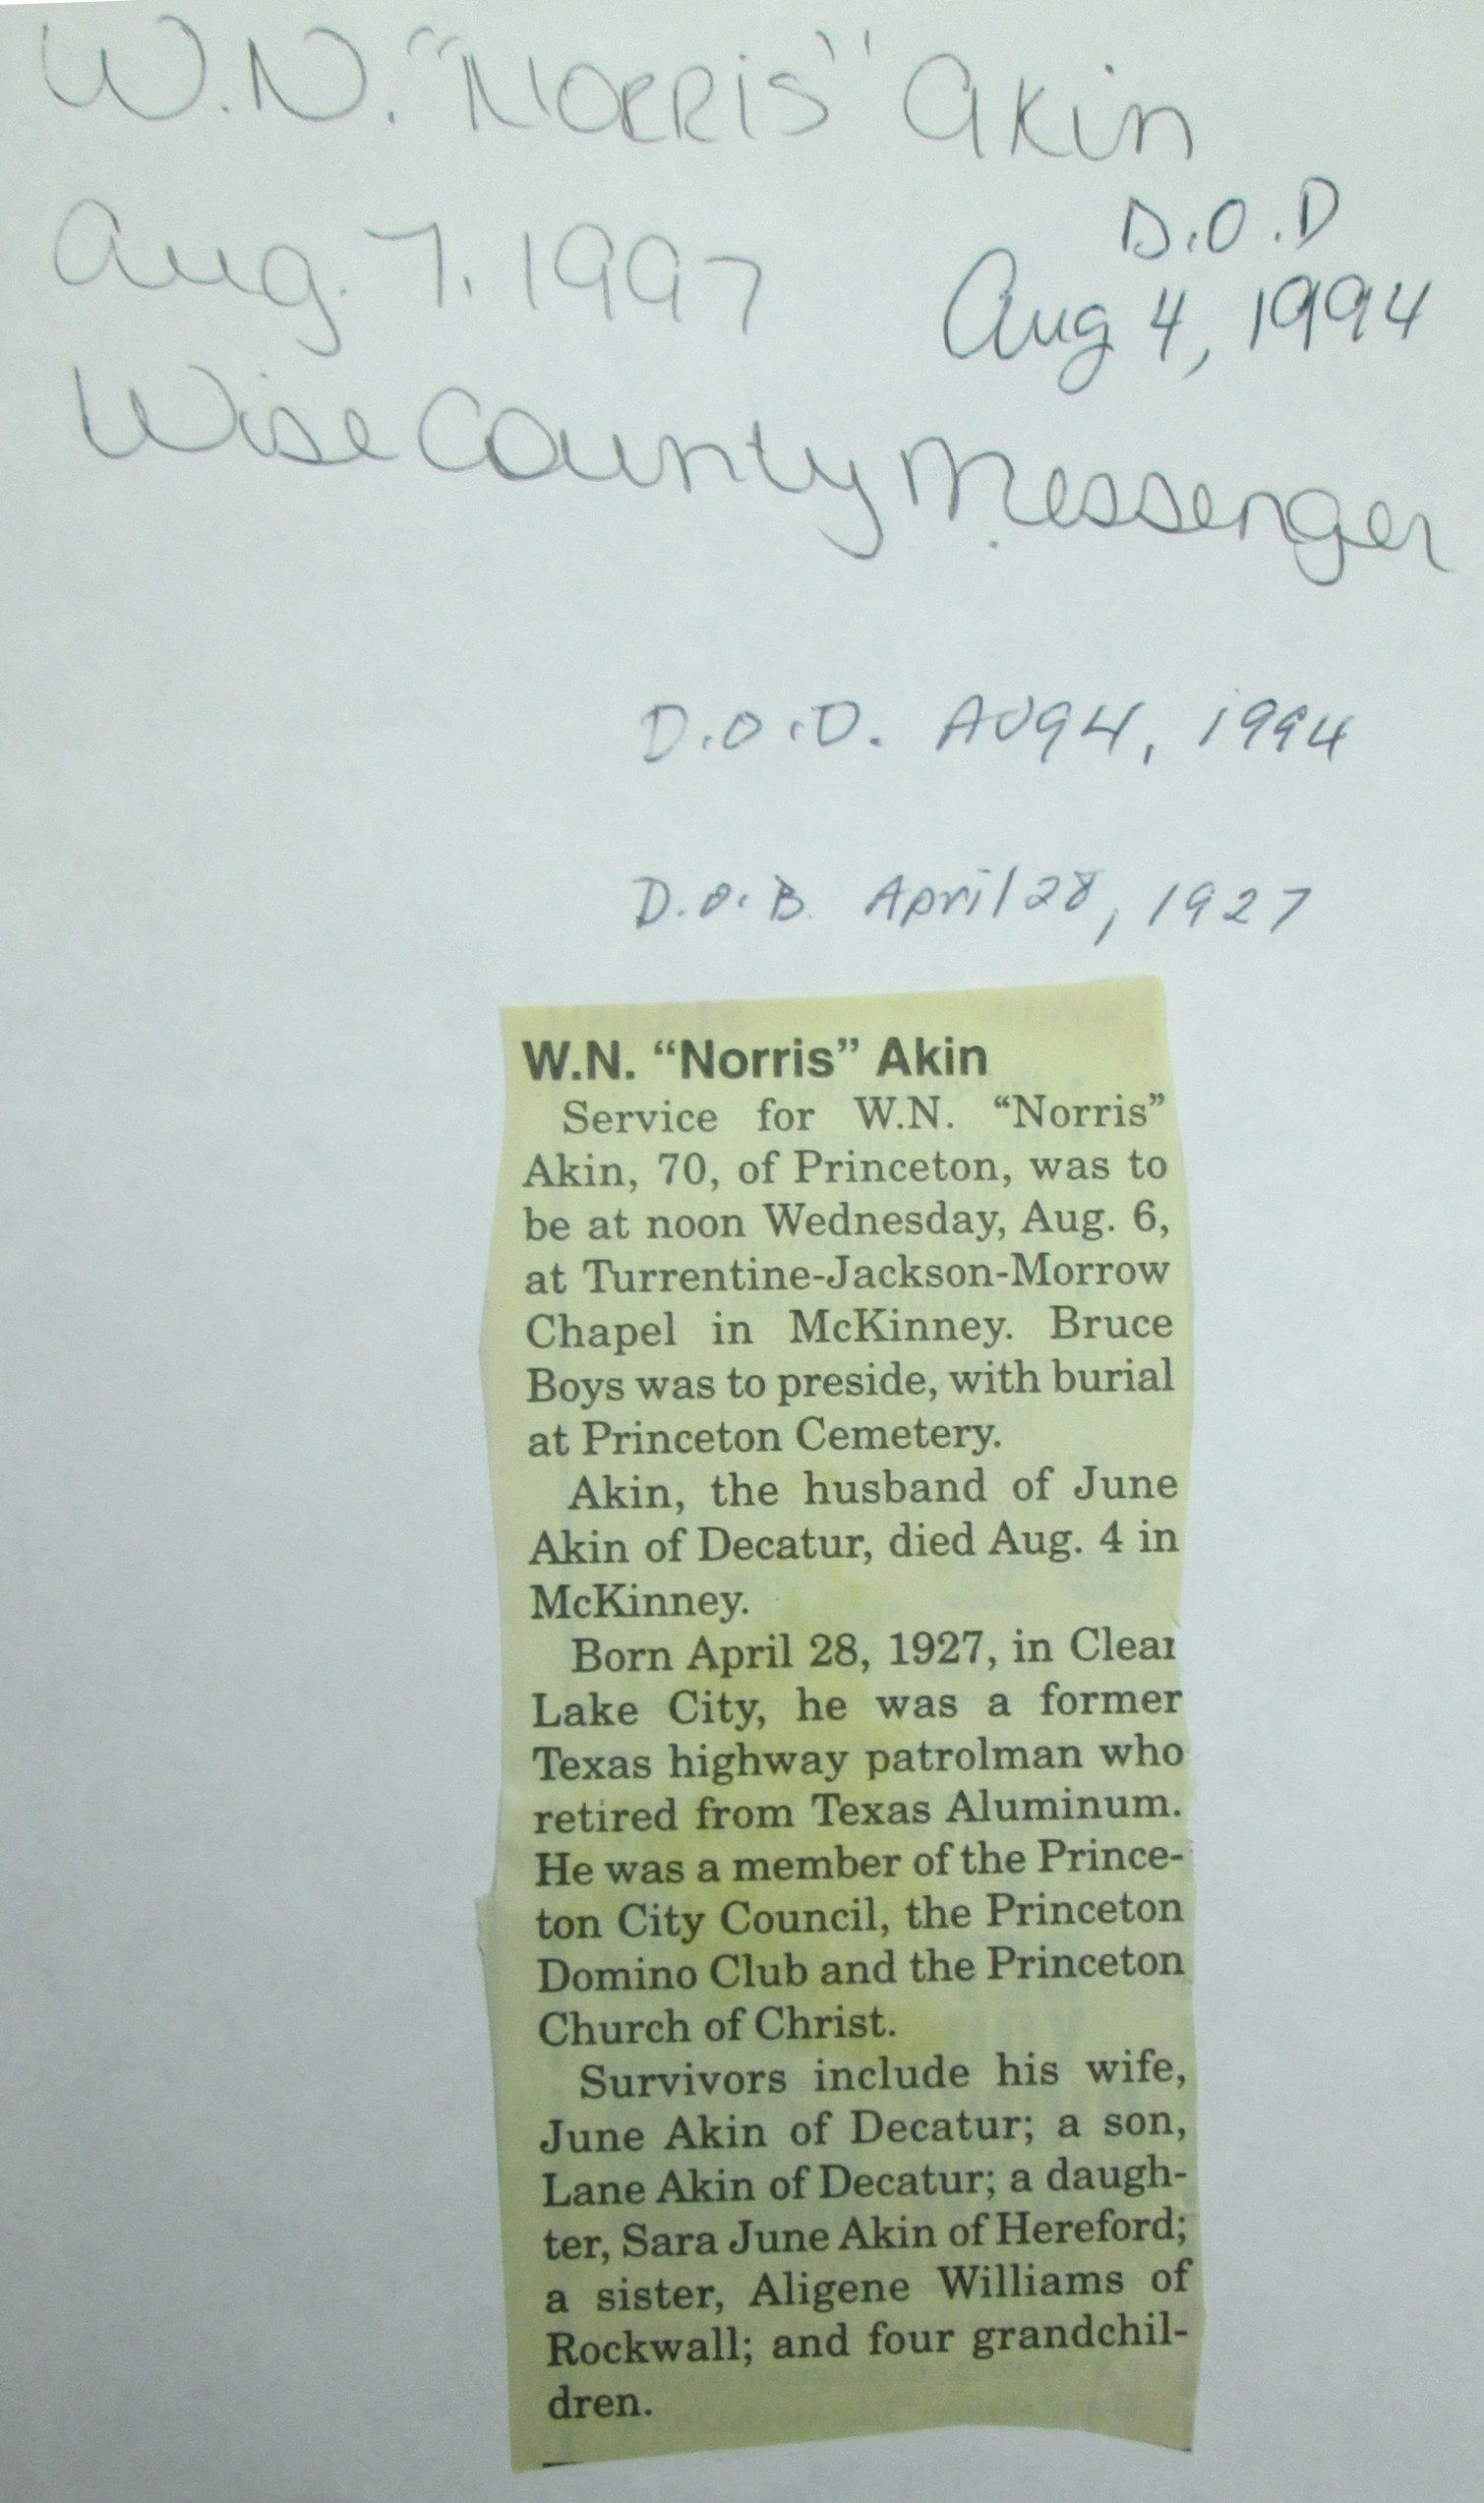 W.N. "Norris" Akin
Aug. 7, 1997
D.O.D
Aug 4, 1994
Wise County Messenger
D.O.D. Aug 4, 1994
D.O.B. April 28, 1927
W.N. “Norris” Akin
Service for W.N. “Norris”
Akin, 70, of Princeton, was to
be at noon Wednesday, Aug. 6,
at Turrentine-Jackson-Morrow
Chapel in McKinney. Bruce
Boys was to preside, with burial
at Princeton Cemetery.
Akin, the husband of June
Akin of Decatur, died Aug. 4 in
McKinney.
Born April 28, 1927, in Clear
Lake City, he was a former
Texas highway patrolman who
retired from Texas Aluminum.
He was a member of the Prince-
ton City Council, the Princeton
Domino Club and the Princeton
Church of Christ.
Survivors include his wife,
June Akin of Decatur; a son,
Lane Akin of Decatur; a daugh-
ter, Sara June Akin of Hereford;
a sister, Aligene Williams of
Rockwall; and four grandchil-
dren.